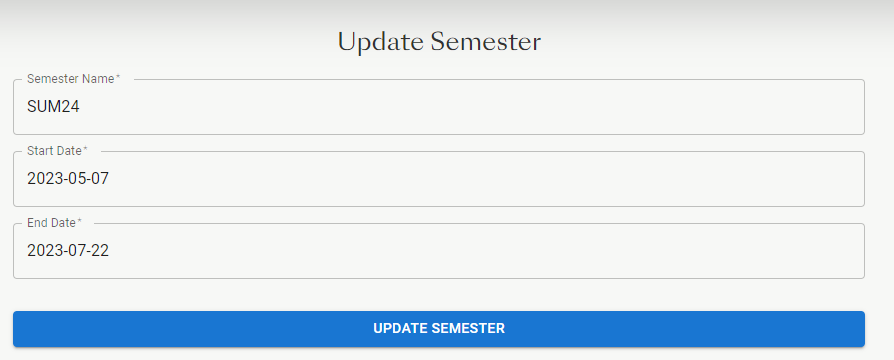 Update Semester
Semester Name *
SUM24
Start Date *
2023-05-07
End Date *
2023-07-22
UPDATE SEMESTER